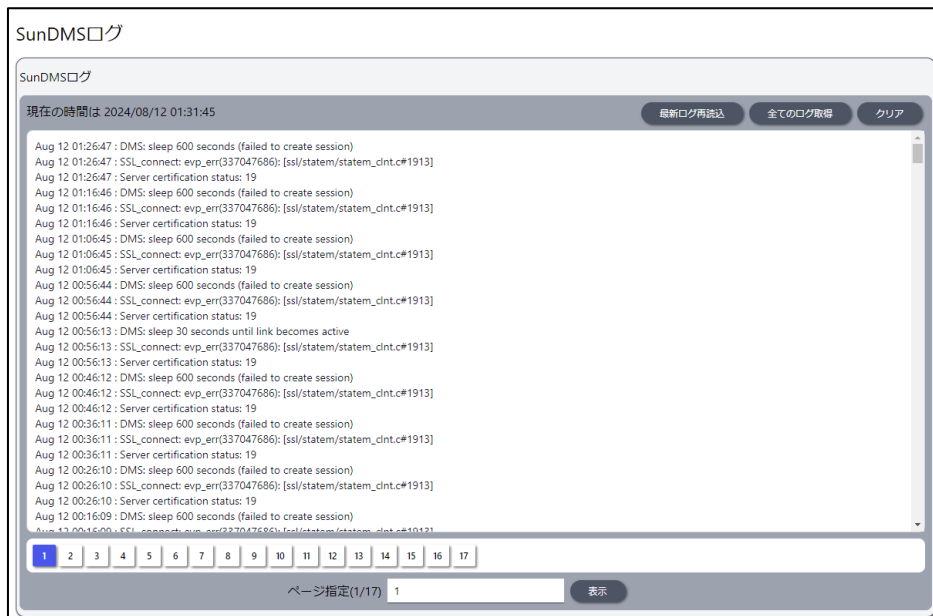 SunDMSログ
SunDMSログ
現在の時間は 2024/08/12 01:31:45
最新ログ再読込
全てのログ取得
クリア
Aug 12 01:26:47 : DMS: sleep 600 seconds (failed to create session)
Aug 12 01:26:47 : SSL_connect: evp_err(337047686): [ssl/statem/statem_clnt.c#1913]
Aug 12 01:26:47 : Server certification status: 19
Aug 12 01:16:46 : DMS: sleep 600 seconds (failed to create session)
Aug 12 01:16:46 : SSL_connect: evp_err(337047686): [ssl/statem/statem_clnt.c#1913]
Aug 12 01:16:46 : Server certification status: 19
Aug 12 01:06:45 : DMS: sleep 600 seconds (failed to create session)
Aug 12 01:06:45 : SSL_connect: evp_err(337047686): [ssl/statem/statem_clnt.c#1913]
Aug 12 01:06:45 : Server certification status: 19
Aug 12 00:56:44 : DMS: sleep 600 seconds (failed to create session)
Aug 12 00:56:44 : SSL_connect: evp_err(337047686): [ssl/statem/statem_clnt.c#1913]
Aug 12 00:56:44 : Server certification status: 19
Aug 12 00:56:13 : DMS: sleep 30 seconds until link becomes active
Aug 12 00:56:13 : SSL_connect: evp_err(337047686): [ssl/statem/statem_clnt.c#1913]
Aug 12 00:56:13 : Server certification status: 19
Aug 12 00:46:12 : DMS: sleep 600 seconds (failed to create session)
Aug 12 00:46:12 : SSL_connect: evp_err(337047686): [ssl/statem/statem_clnt.c#1913]
Aug 12 00:46:12 : Server certification status: 19
Aug 12 00:36:11 : DMS: sleep 600 seconds (failed to create session)
Aug 12 00:36:11 : SSL_connect: evp_err(337047686): [ssl/statem/statem_clnt.c#1913]
Aug 12 00:36:11 : Server certification status: 19
Aug 12 00:26:10 : DMS: sleep 600 seconds (failed to create session)
Aug 12 00:26:10 : SSL_connect: evp_err(337047686): [ssl/statem/statem_clnt.c#1913]
Aug 12 00:26:10 : Server certification status: 19
Aug 12 00:16:09 : DMS: sleep 600 seconds (failed to create session)
Aug 12 00:16:09 : SSL_connect: evp_err(337047686): [ssl/statem/statem_clnt.c#1913]
1 2 3 4 5 6 7 8 9 10 11 12 13 14 15 16 17
ページ指定(1/17) 1 表示